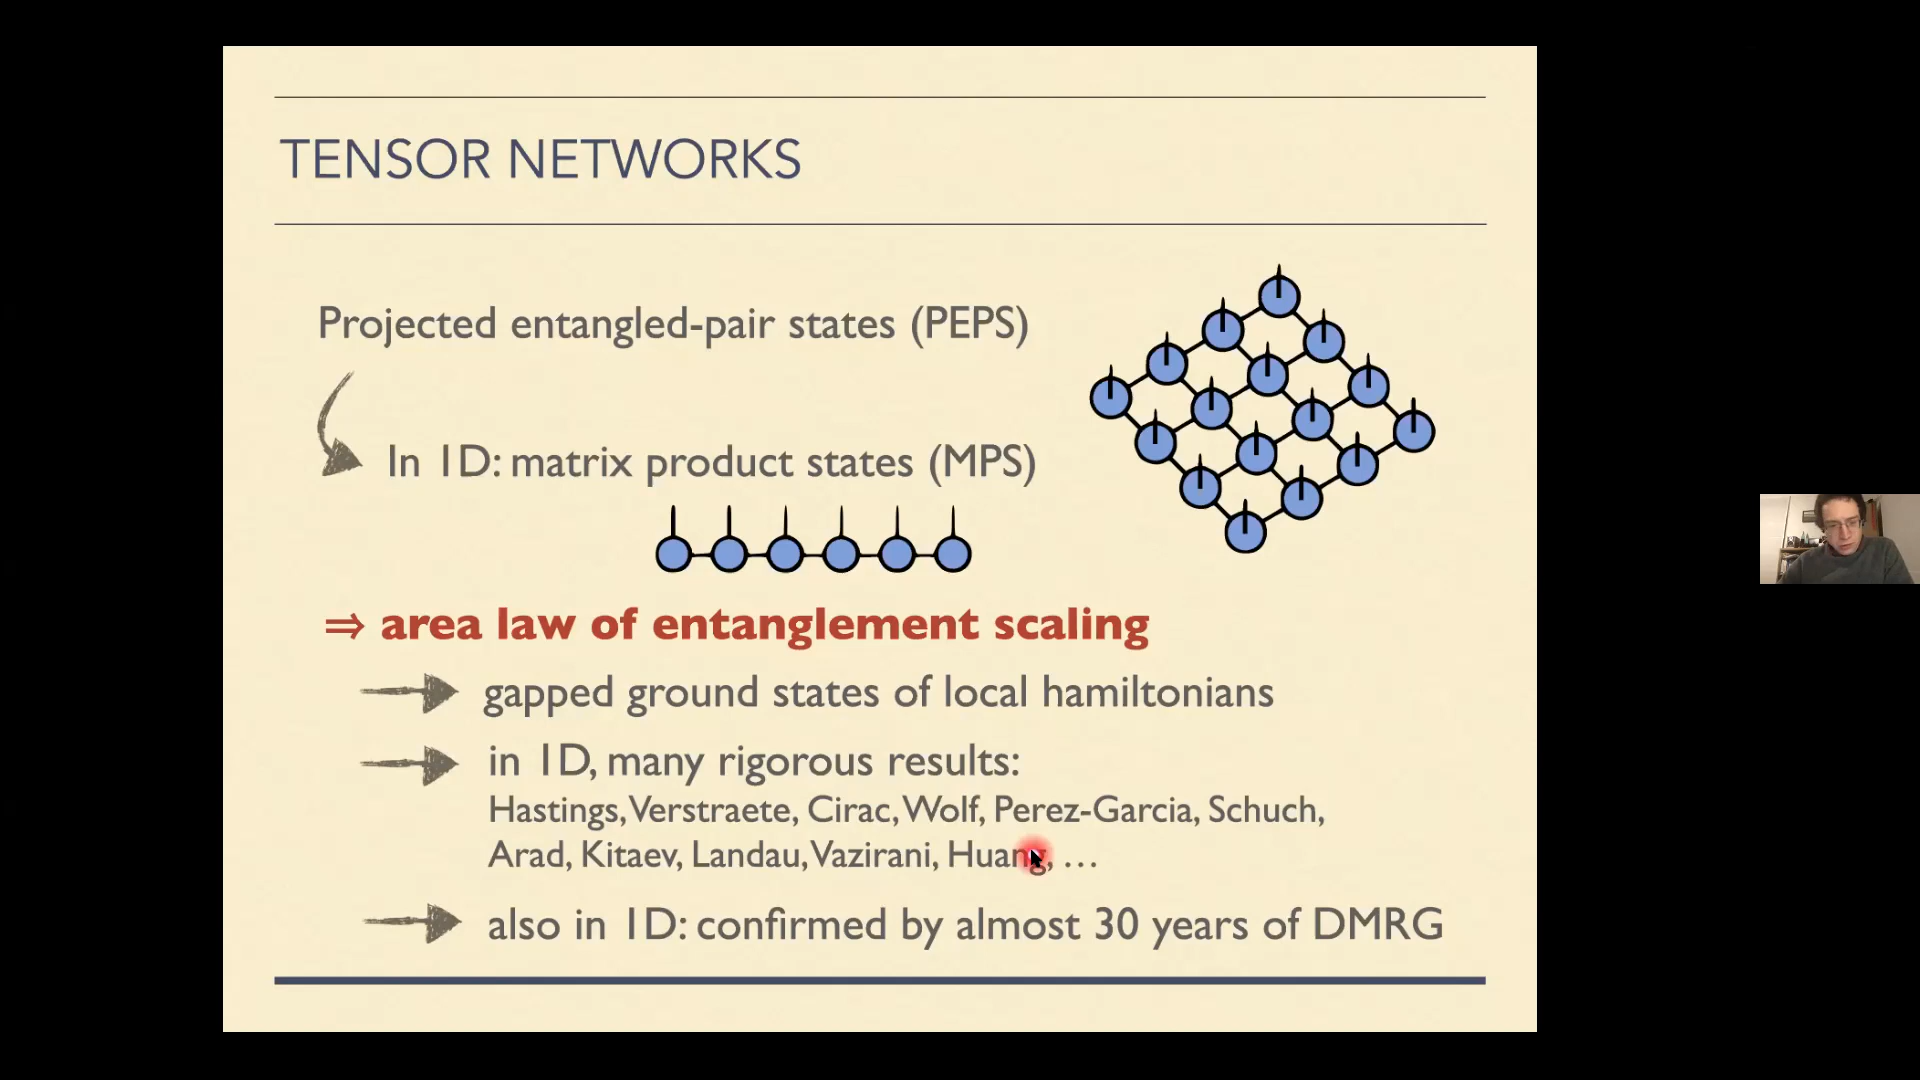 TENSOR NETWORKS
Projected entangled-pair states (PEPS)
In 1D: matrix product states (MPS)
⇒ area law of entanglement scaling
gapped ground states of local hamiltonians
in 1D, many rigorous results:
Hastings, Verstraete, Cirac, Wolf, Perez-Garcia, Schuch,
Arad, Kitaev, Landau, Vazirani, Huang, …
also in 1D: confirmed by almost 30 years of DMRG